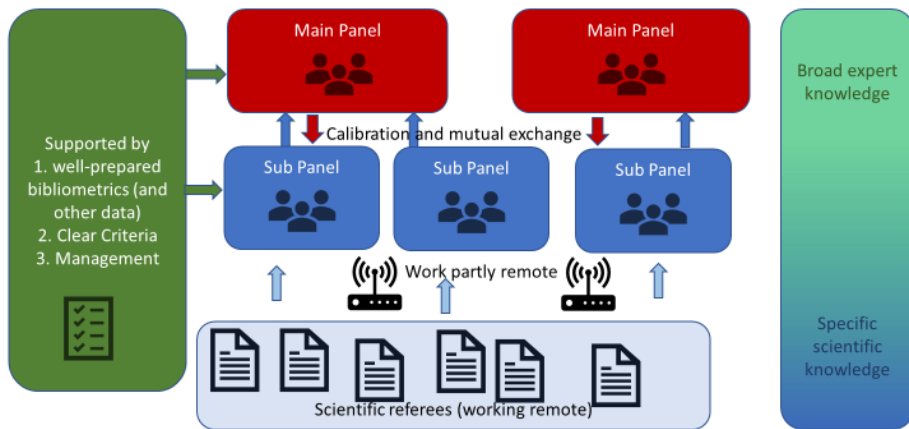 Supported by
1. well-prepared
bibliometrics (and
other data)
2. Clear Criteria
3. Management
Main Panel
Main Panel
Calibration and mutual exchange
Sub Panel
Sub Panel
Sub Panel
Work partly remote
Scientific referees (working remote)
Broad expert
knowledge
Specific
scientific
knowledge